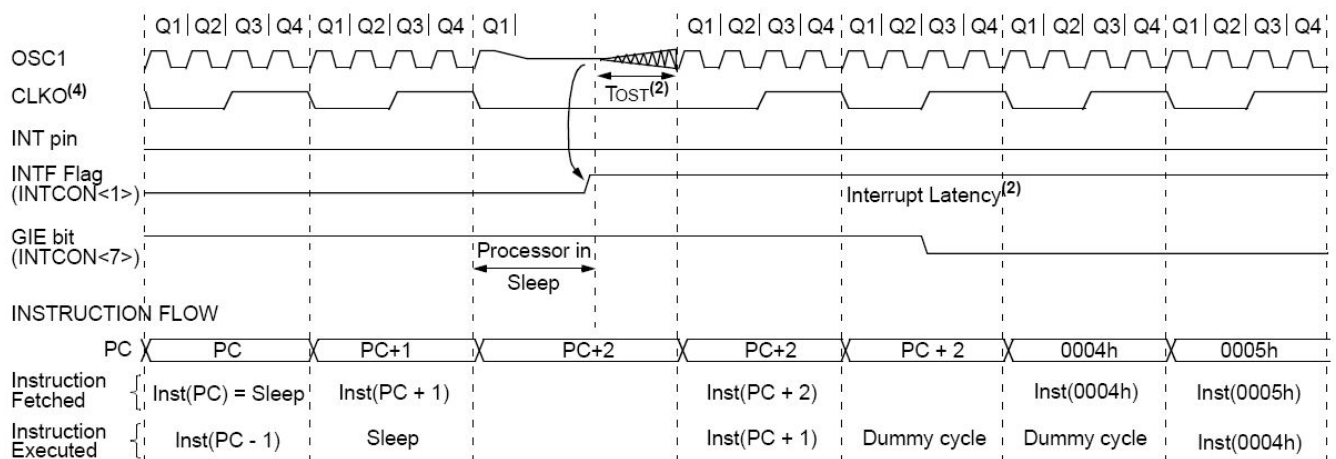 Q1| Q2| Q3| Q4 Q1| Q2| Q3| Q4 Q1| Q1| Q2| Q3| Q4 Q1| Q2| Q3| Q4 Q1| Q2| Q3| Q4 Q1| Q2| Q3| Q4
OSC1
TOST(2)
CLKO(4)
INT pin
INTF Flag
(INTCON<1>)
Interrupt Latency(2)
GIE bit
(INTCON<7>)
Processor in
Sleep
INSTRUCTION FLOW
PC PC PC+1 PC+2 PC+2 PC + 2 0004h 0005h
Instruction
Fetched
Inst(PC) = Sleep Inst(PC + 1) Inst(PC + 2) Inst(0004h) Inst(0005h)
Instruction
Executed
Inst(PC - 1) Sleep Inst(PC + 1) Dummy cycle Dummy cycle Inst(0004h)